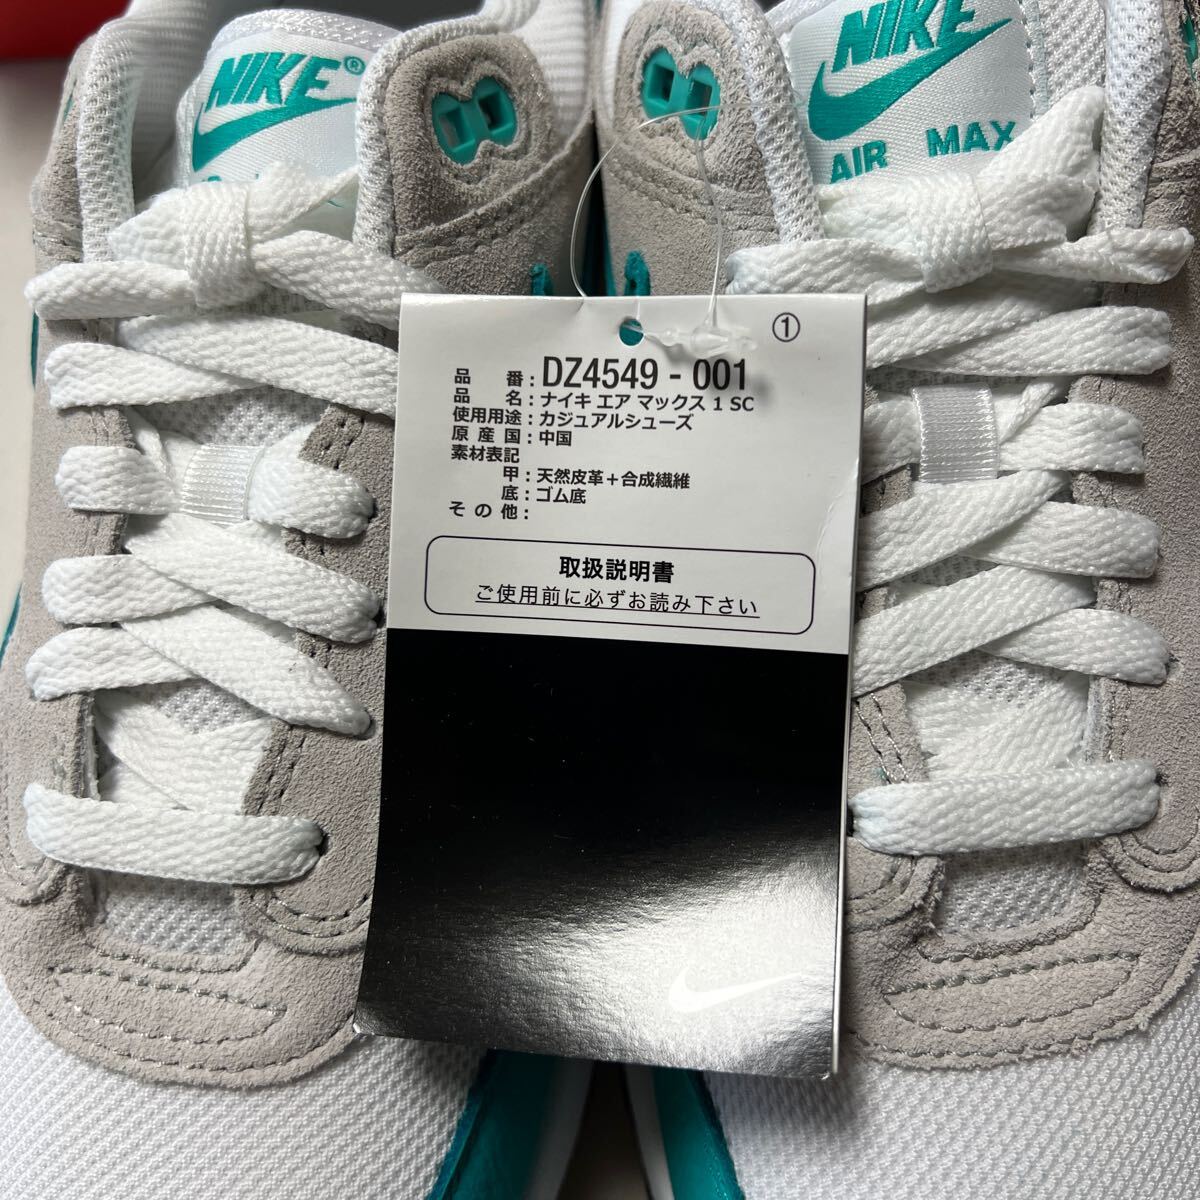 NIKE®
NIKE
AIR MAX
①
品番：DZ4549 - 001
品名：ナイキ エア マックス 1 SC
使用用途：カジュアルシューズ
原産国：中国
素材表記
甲：天然皮革＋合成繊維
底：ゴム底
その他：
取扱説明書
ご使用前に必ずお読み下さい